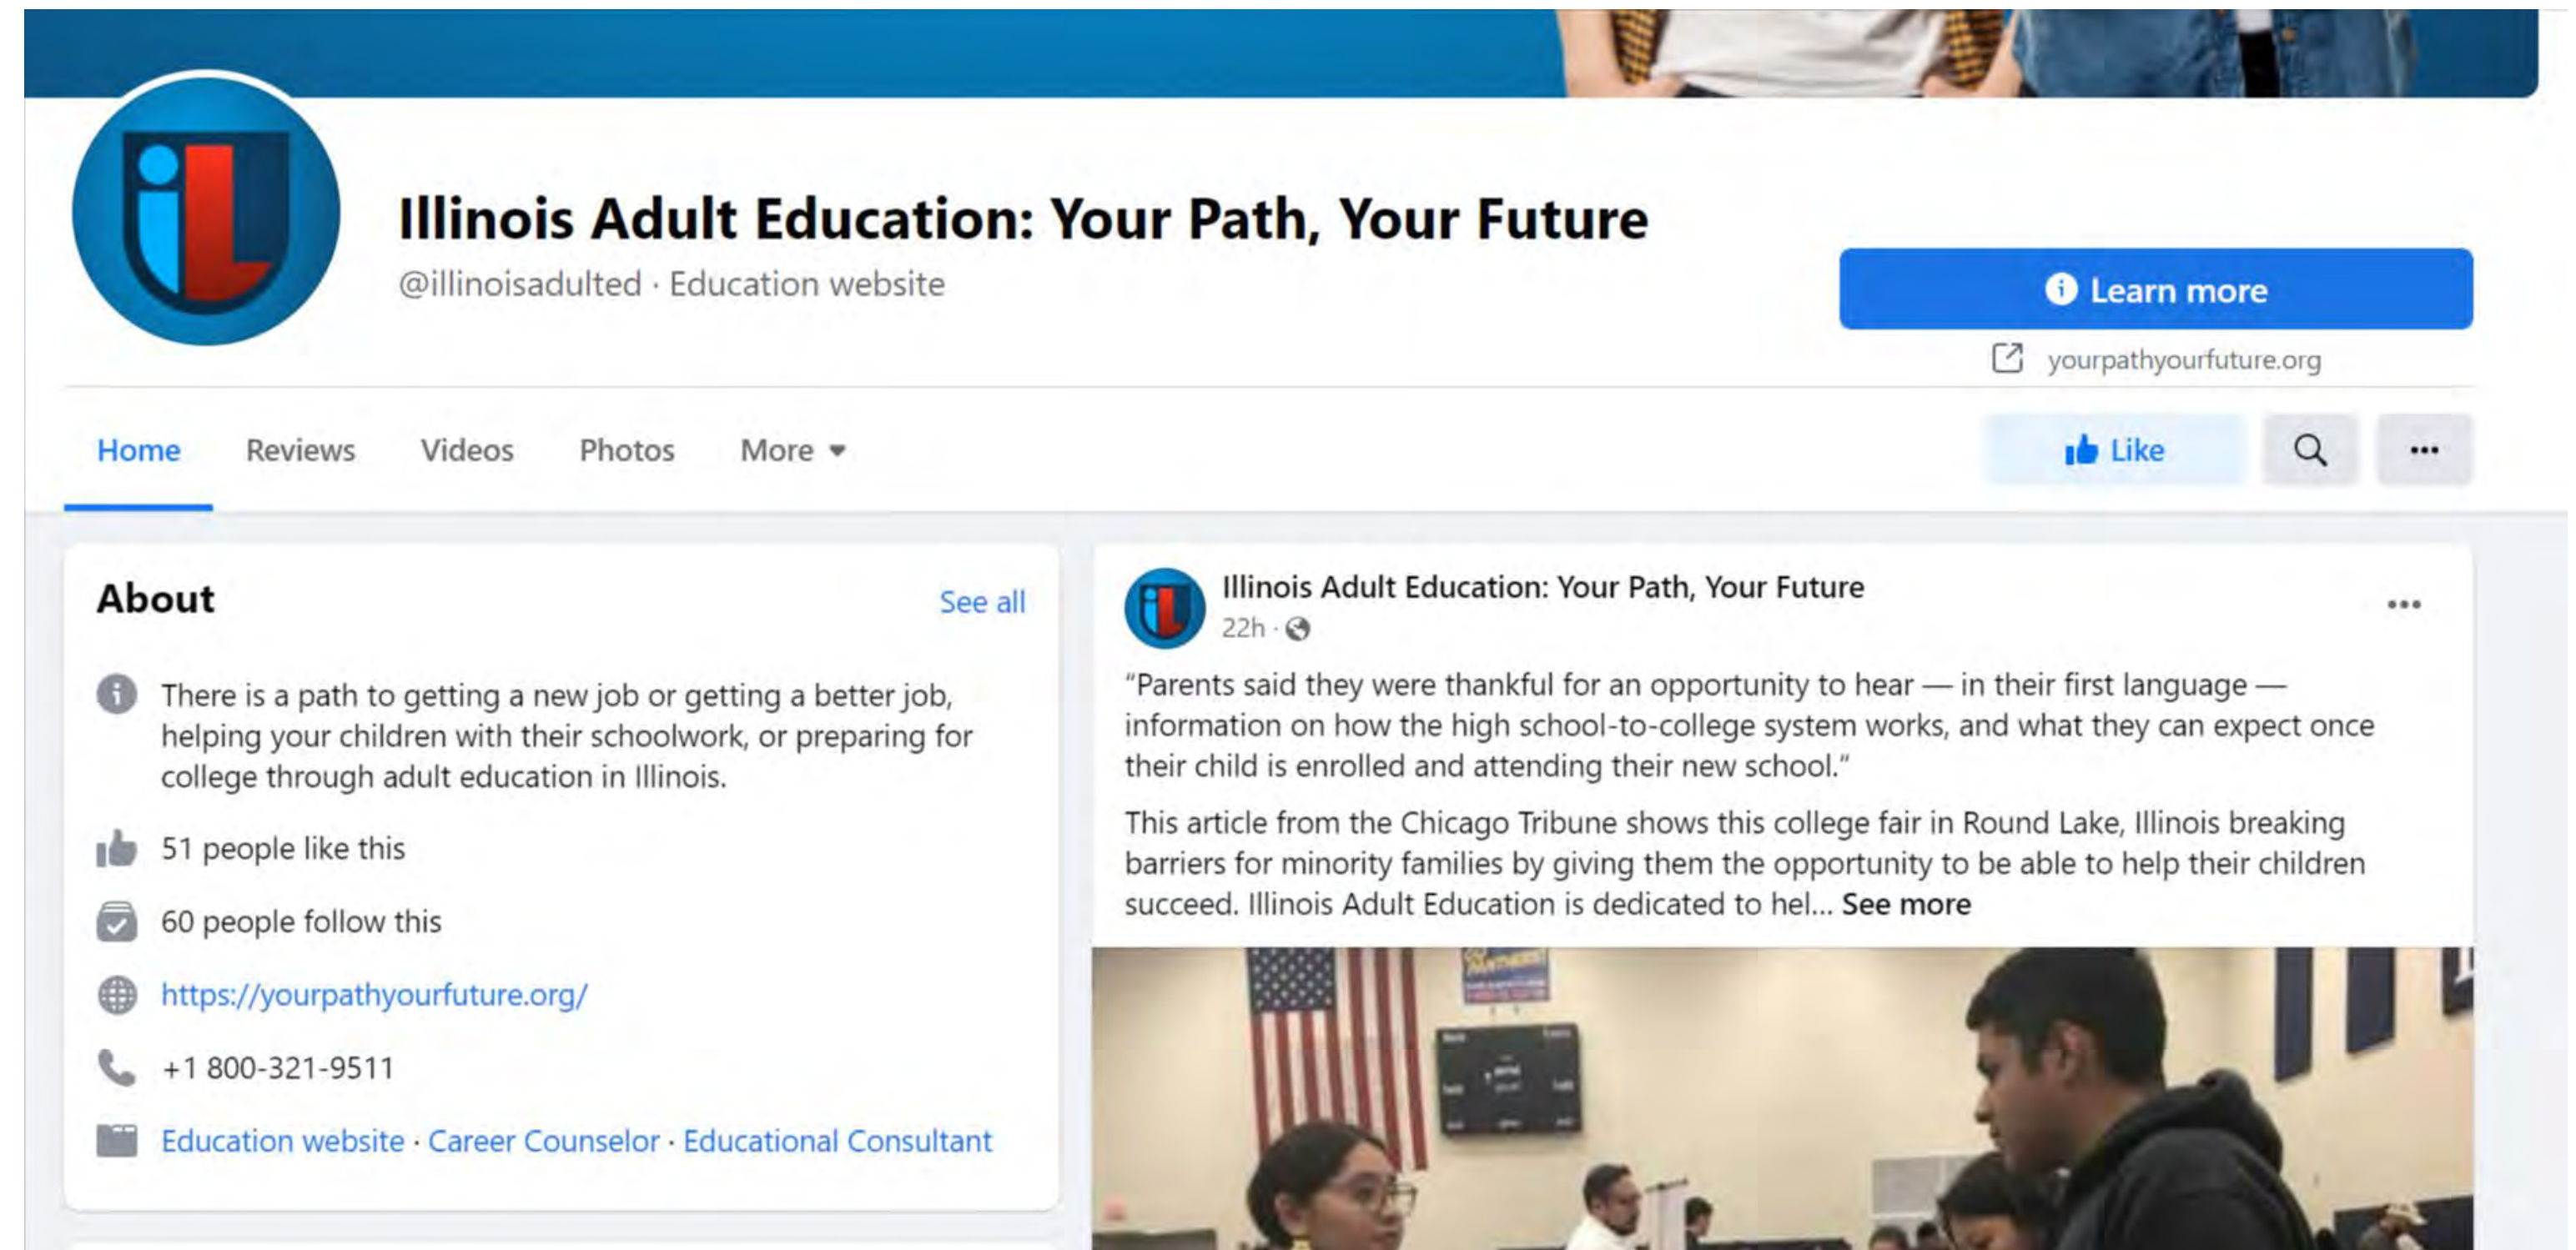 iL
Illinois Adult Education: Your Path, Your Future
@illinoisadulted · Education website
Learn more
yourpathyourfuture.org
Home Reviews Videos Photos More
Like
About
See all
There is a path to getting a new job or getting a better job,
helping your children with their schoolwork, or preparing for
college through adult education in Illinois.
51 people like this
60 people follow this
https://yourpathyourfuture.org/
+1 800-321-9511
Education website · Career Counselor · Educational Consultant
iL
Illinois Adult Education: Your Path, Your Future
22h ·
“Parents said they were thankful for an opportunity to hear — in their first language —
information on how the high school-to-college system works, and what they can expect once
their child is enrolled and attending their new school.“
This article from the Chicago Tribune shows this college fair in Round Lake, Illinois breaking
barriers for minority families by giving them the opportunity to be able to help their children
succeed. Illinois Adult Education is dedicated to hel... See more